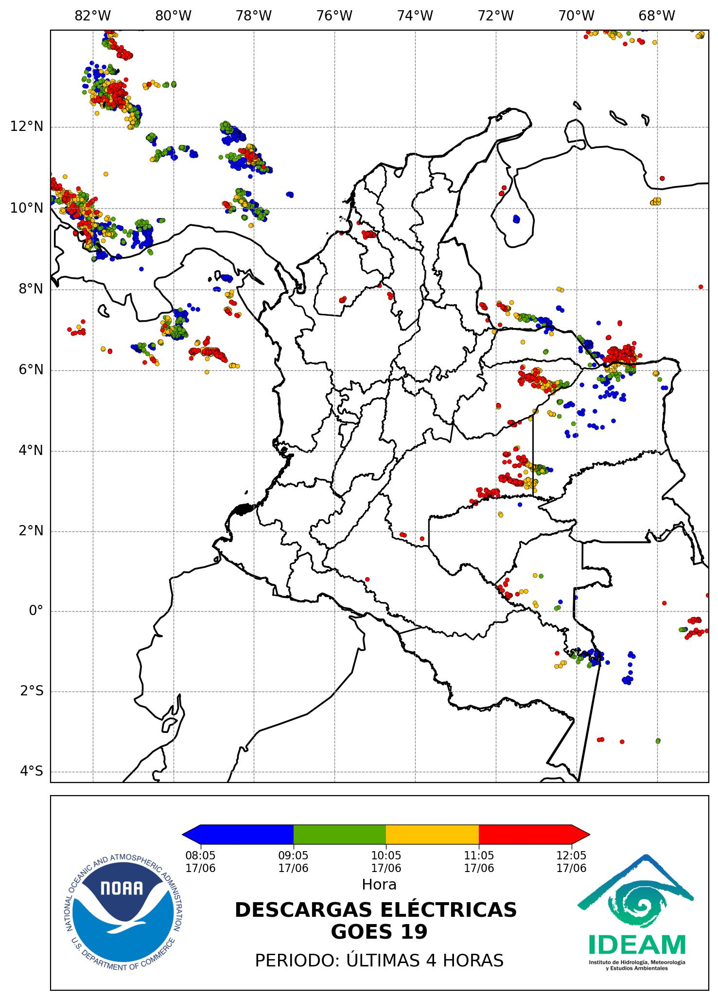 82°W 80°W 78°W 76°W 74°W 72°W 70°W 68°W
12°N
10°N
8°N
6°N
4°N
2°N
0°
2°S
4°S
08:05 09:05 10:05 11:05 12:05
17/06 17/06 17/06 17/06 17/06
Hora
DESCARGAS ELÉCTRICAS
GOES 19
PERIODO: ÚLTIMAS 4 HORAS
NATIONAL OCEANIC AND ATMOSPHERIC ADMINISTRATION
NOAA
U.S. DEPARTMENT OF COMMERCE
IDEAM
Instituto de Hidrología, Meteorología
y Estudios Ambientales